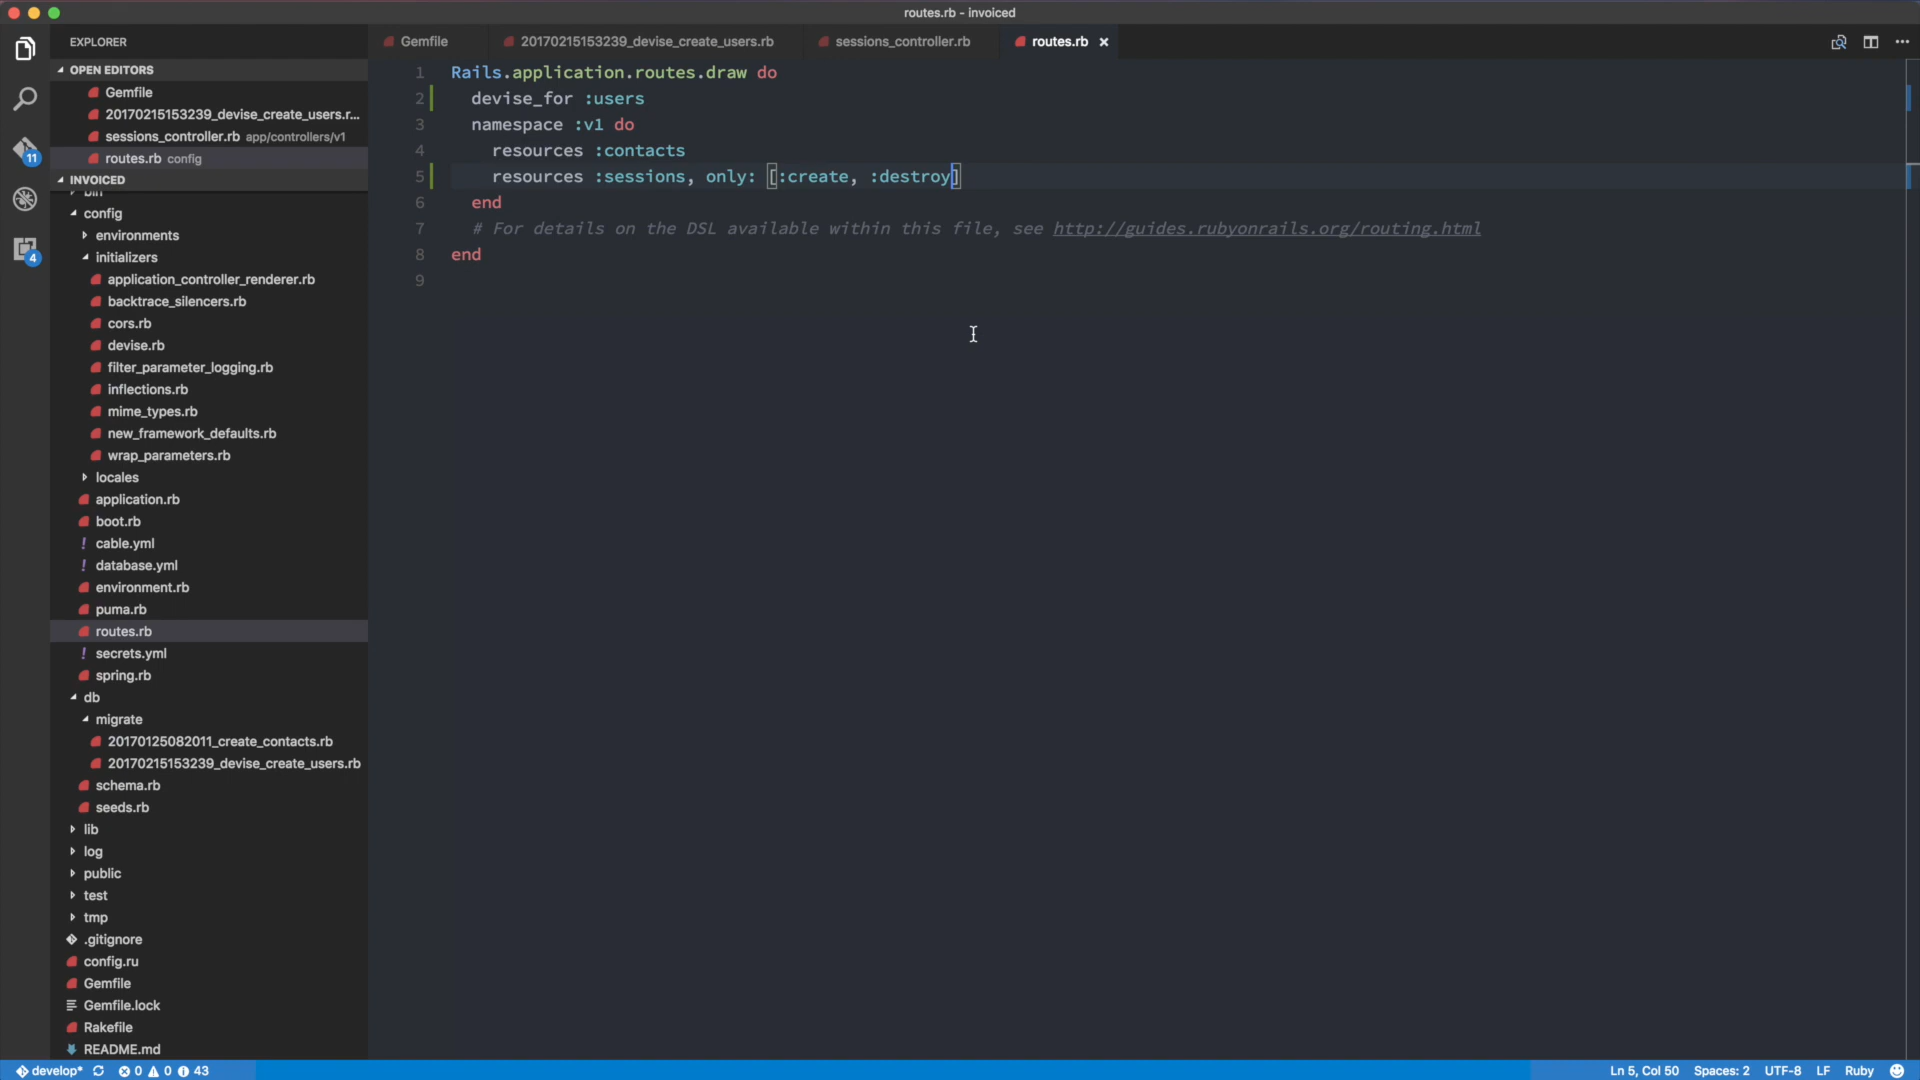 routes.rb - invoiced
EXPLORER
OPEN EDITORS
Gemfile
20170215153239_devise_create_users.r...
sessions_controller.rb app/controllers/v1
routes.rb config
INVOICED
bin
config
environments
initializers
application_controller_renderer.rb
backtrace_silencers.rb
cors.rb
devise.rb
filter_parameter_logging.rb
inflections.rb
mime_types.rb
new_framework_defaults.rb
wrap_parameters.rb
locales
application.rb
boot.rb
! cable.yml
! database.yml
environment.rb
puma.rb
routes.rb
! secrets.yml
spring.rb
db
migrate
20170125082011_create_contacts.rb
20170215153239_devise_create_users.rb
schema.rb
seeds.rb
lib
log
public
test
tmp
.gitignore
config.ru
Gemfile
Gemfile.lock
Rakefile
README.md
11
4
Gemfile 20170215153239_devise_create_users.rb sessions_controller.rb routes.rb
1 Rails.application.routes.draw do
2 devise_for :users
3 namespace :v1 do
4 resources :contacts
5 resources :sessions, only: [:create, :destroy]
6 end
7 # For details on the DSL available within this file, see http://guides.rubyonrails.org/routing.html
8 end
9
develop* 0 0 43 Ln 5, Col 50 Spaces: 2 UTF-8 LF Ruby